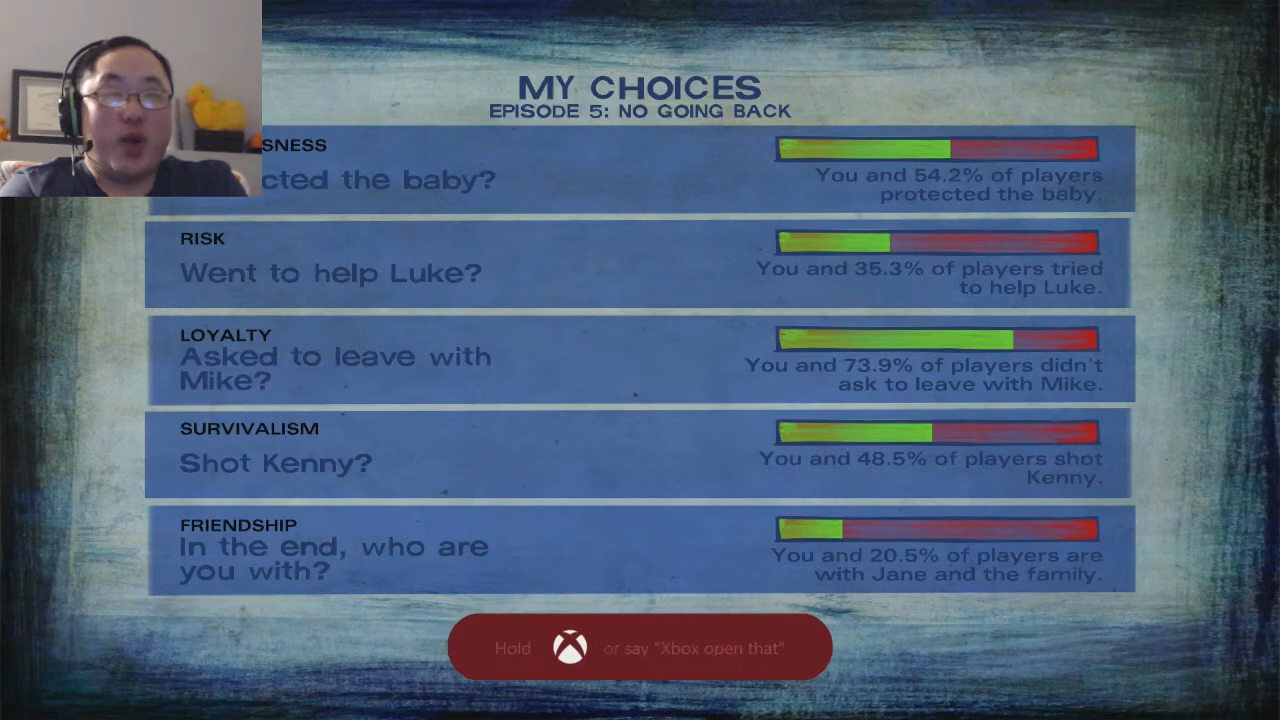 MY CHOICES
EPISODE 5: NO GOING BACK
SNESS
cted the baby?
You and 54.2% of players
protected the baby.
RISK
Went to help Luke?
You and 35.3% of players tried
to help Luke.
LOYALTY
Asked to leave with
Mike?
You and 73.9% of players didn't
ask to leave with Mike.
SURVIVALISM
Shot Kenny?
You and 48.5% of players shot
Kenny.
FRIENDSHIP
In the end, who are
you with?
You and 20.5% of players are
with Jane and the family.
Hold or say "Xbox open that"